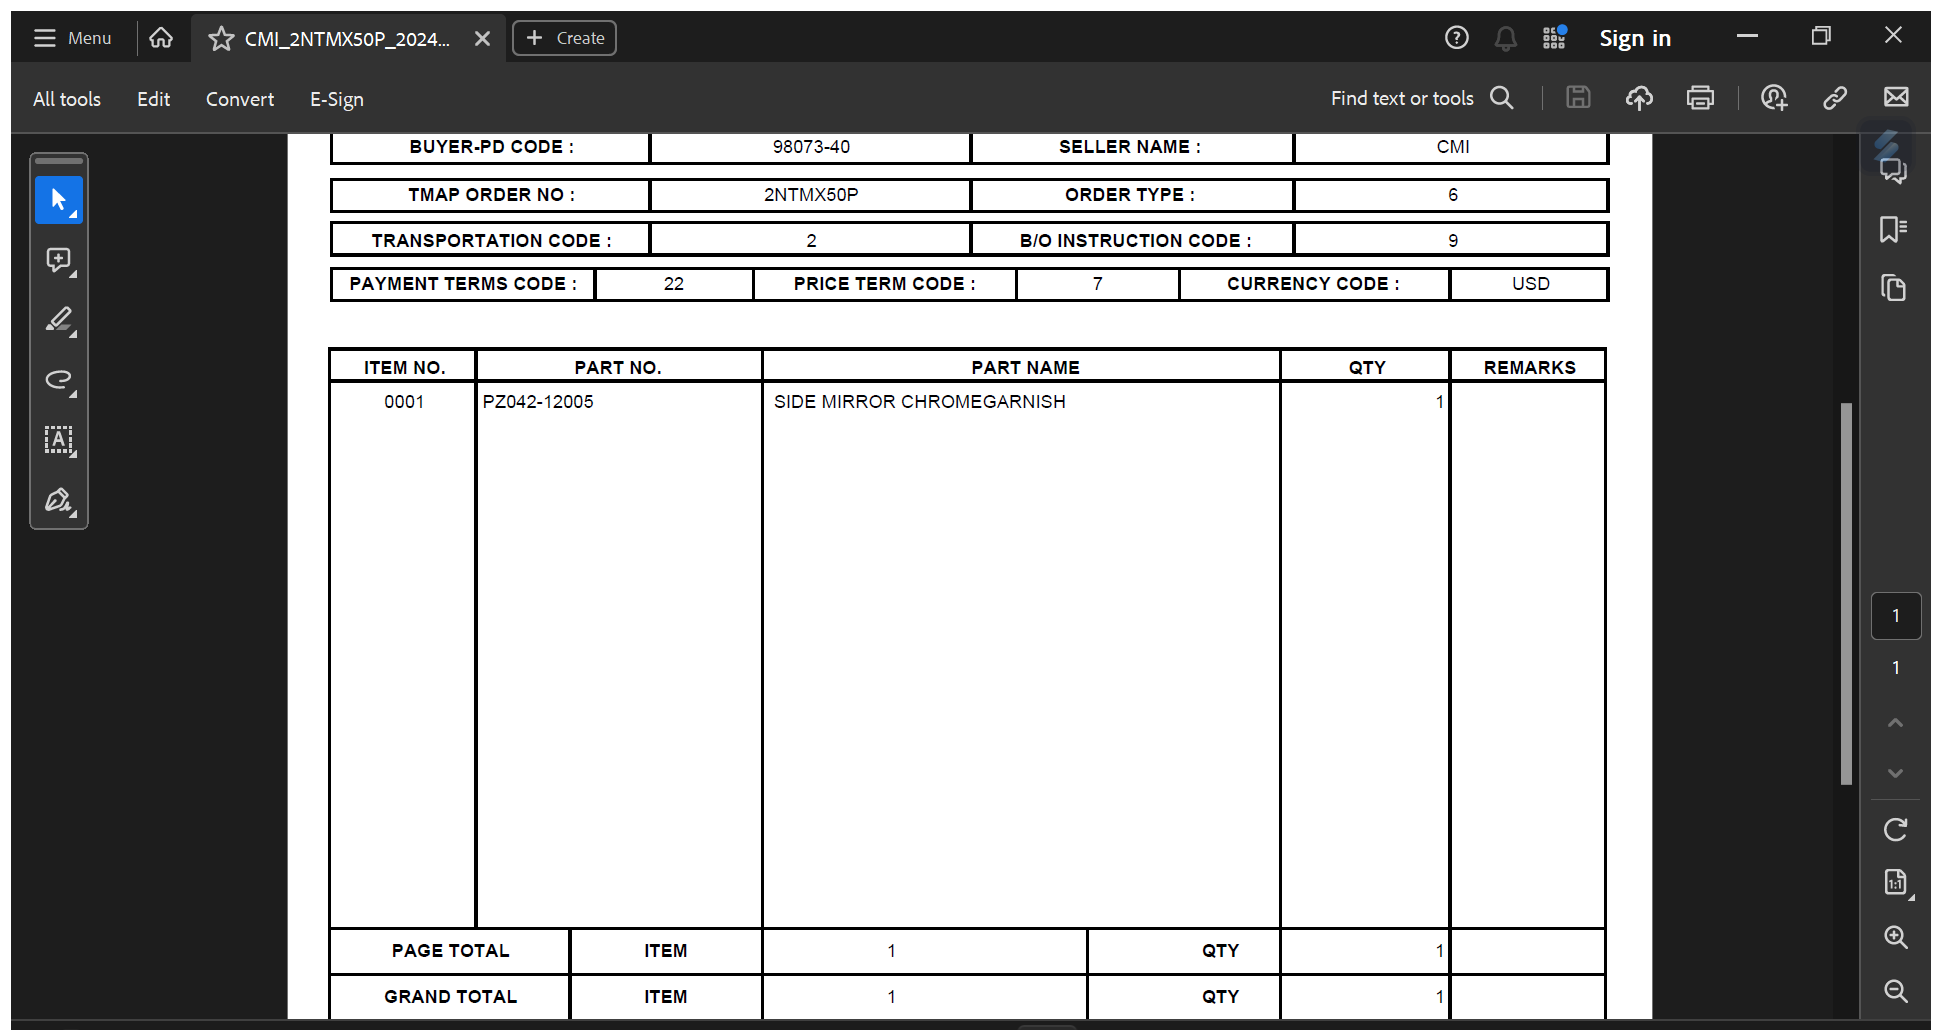 Menu CMI_2NTMX50P_2024... Create Sign in
All tools Edit Convert E-Sign Find text or tools
BUYER-PD CODE : 98073-40 SELLER NAME : CMI
TMAP ORDER NO : 2NTMX50P ORDER TYPE : 6
TRANSPORTATION CODE : 2 B/O INSTRUCTION CODE : 9
PAYMENT TERMS CODE : 22 PRICE TERM CODE : 7 CURRENCY CODE : USD
ITEM NO. PART NO. PART NAME QTY REMARKS
0001 PZ042-12005 SIDE MIRROR CHROMEGARNISH 1
PAGE TOTAL ITEM 1 QTY 1
GRAND TOTAL ITEM 1 QTY 1
1
1
1:1